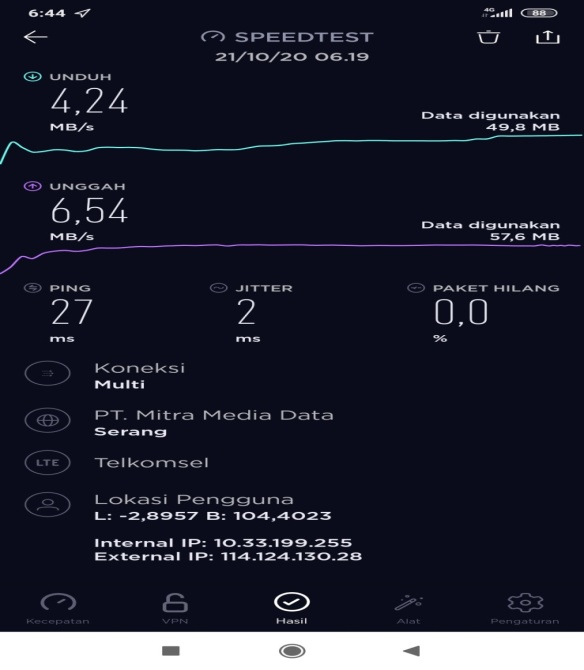 6:44
4G
88
SPEEDTEST
21/10/20 06.19
UNDUH
4,24
MB/s
Data digunakan
49,8 MB
UNGGAH
6,54
MB/s
Data digunakan
57,6 MB
PING
27
ms
JITTER
2
ms
PAKET HILANG
0,0
%
Koneksi
Multi
PT. Mitra Media Data
Serang
LTE
Telkomsel
Lokasi Pengguna
L: -2,8957 B: 104,4023
Internal IP: 10.33.199.255
External IP: 114.124.130.28
Kecepatan
VPN
Hasil
Alat
Pengaturan